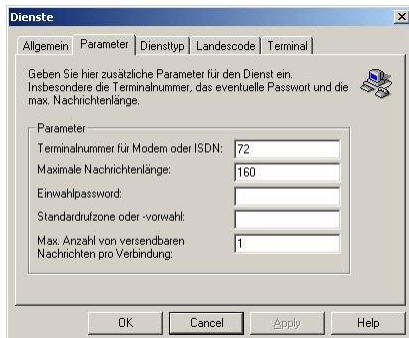 Dienste
Allgemein Parameter Diensttyp Landescode Terminal
Geben Sie hier zusätzliche Parameter für den Dienst ein.
Insbesondere die Terminalnummer, das eventuelle Passwort und die
max. Nachrichtenlänge.
Parameter
Terminalnummer für Modem oder ISDN: 72
Maximale Nachrichtenlänge: 160
Einwahlpassword:
Standardrufzone oder -vorwahl:
Max. Anzahl von versendbaren 1
Nachrichten pro Verbindung:
OK Cancel Apply Help